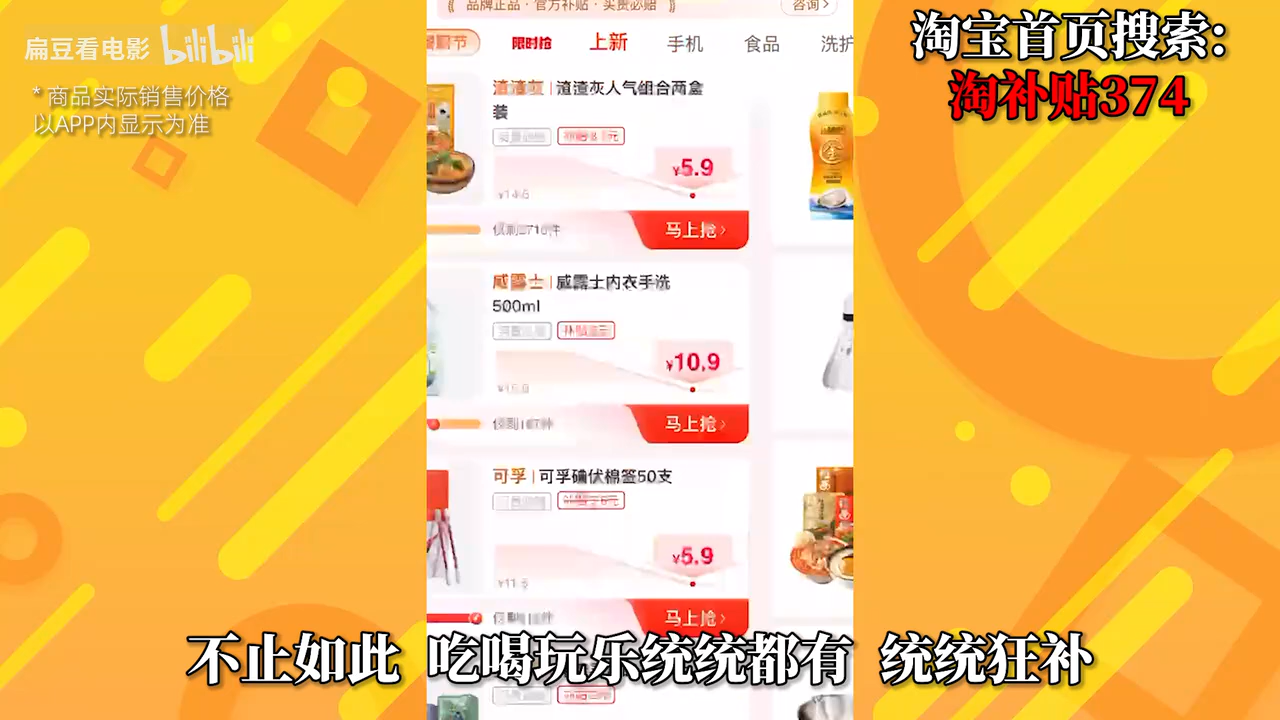 扁豆看电影 bilibili
* 商品实际销售价格
以APP内显示为准
淘宝首页搜索:
淘补贴374
品牌正品·官方补贴·买贵必赔
咨询>
限时抢 上新 手机 食品 洗护
渣渣灰|渣渣灰人气组合两盒
装
¥5.9
马上抢>
威露士|威露士内衣手洗
500ml
¥10.9
马上抢>
可孚|可孚碘伏棉签50支
¥5.9
马上抢>
不止如此 吃喝玩乐统统都有 统统狂补